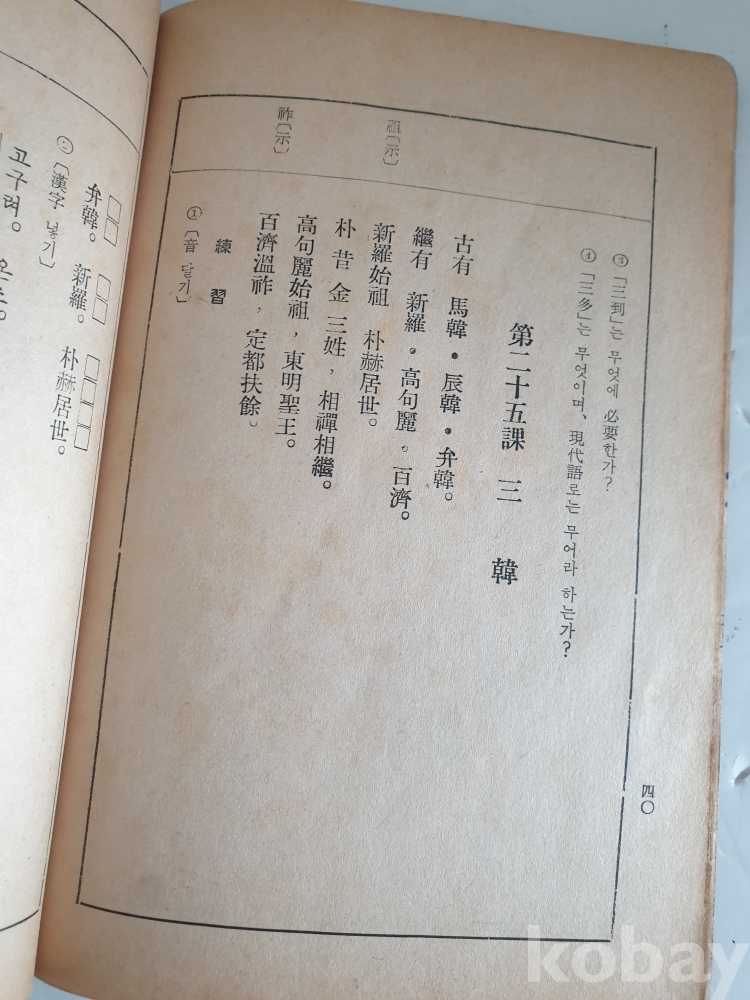 ③「三到」는 무엇에 必要한가?
④「三多」는 무엇이며、現代語로는 무어라 하는가?
第二十五課 三 韓
古有 馬韓・辰韓・弁韓。
繼有 新羅・高句麗・百濟。
祖〔示〕
新羅始祖 朴赫居世。
朴 昔 金 三姓, 相禪相繼。
高句麗始祖, 東明聖王。
祚〔示〕
百濟溫祚, 定都扶餘。
練 習
①〔音 달기〕
四〇
弁韓。 新羅。 朴赫居世。
②〔漢字 넣기〕
고구려。
kobay